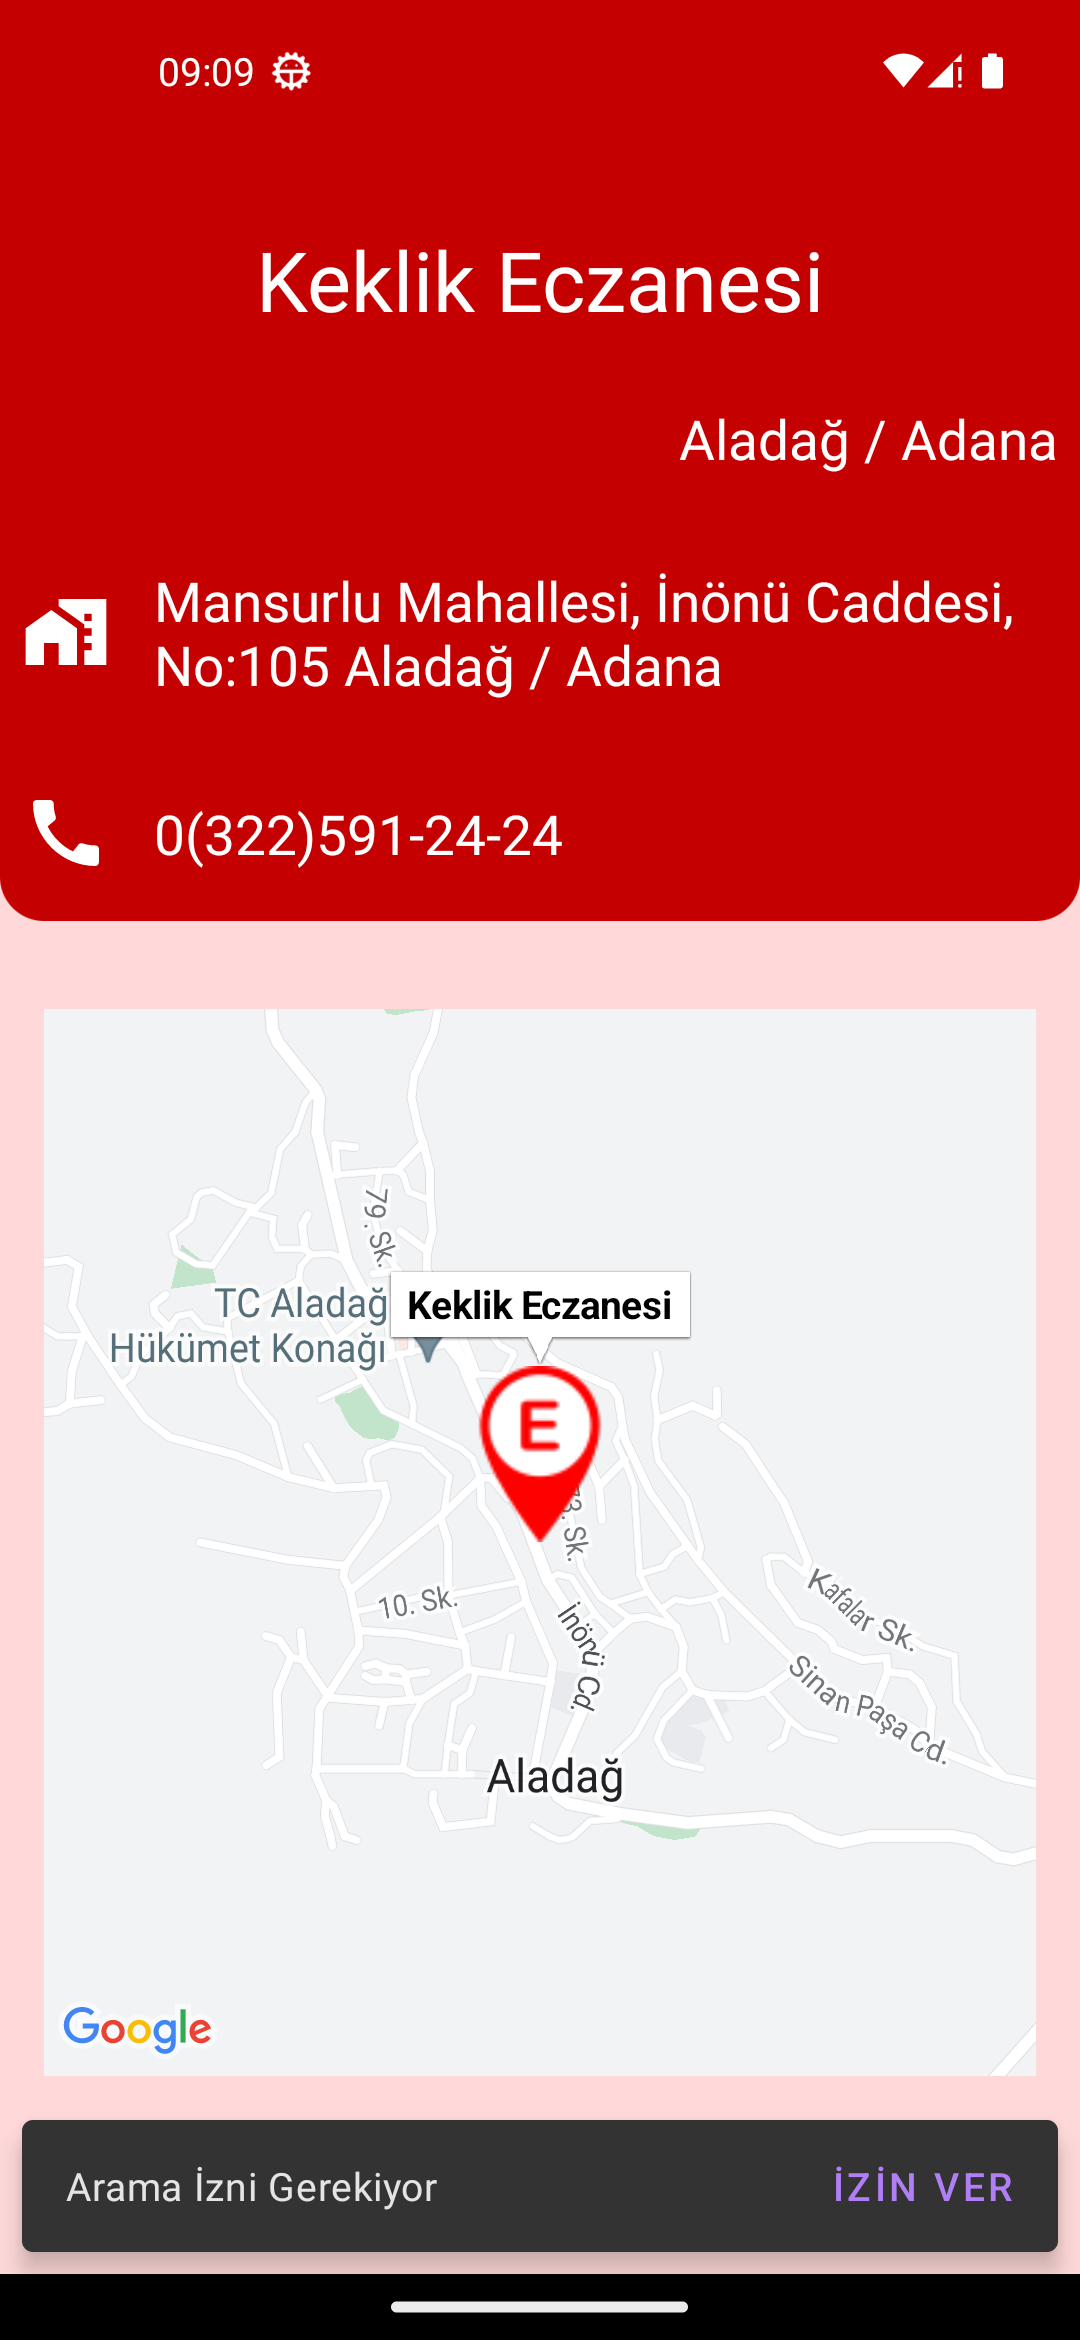 09:09
Keklik Eczanesi
Aladağ / Adana
Mansurlu Mahallesi, İnönü Caddesi,
No:105 Aladağ / Adana
0(322)591-24-24
79. Sk.
TC Aladağ
Hükümet Konağı
Keklik Eczanesi
E
73. Sk.
10. Sk.
İnönü Cd.
Kafalar Sk.
Sinan Paşa Cd.
Aladağ
Google
Arama İzni Gerekiyor
İZİN VER